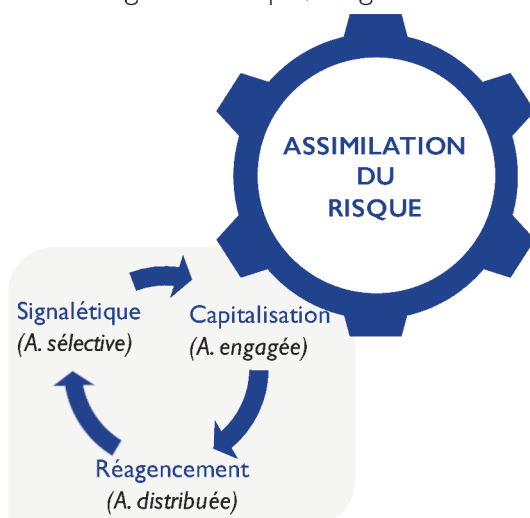 ASSIMILATION
DU
RISQUE
Signalétique
(A. sélective)
Capitalisation
(A. engagée)
Réagencement
(A. distribuée)